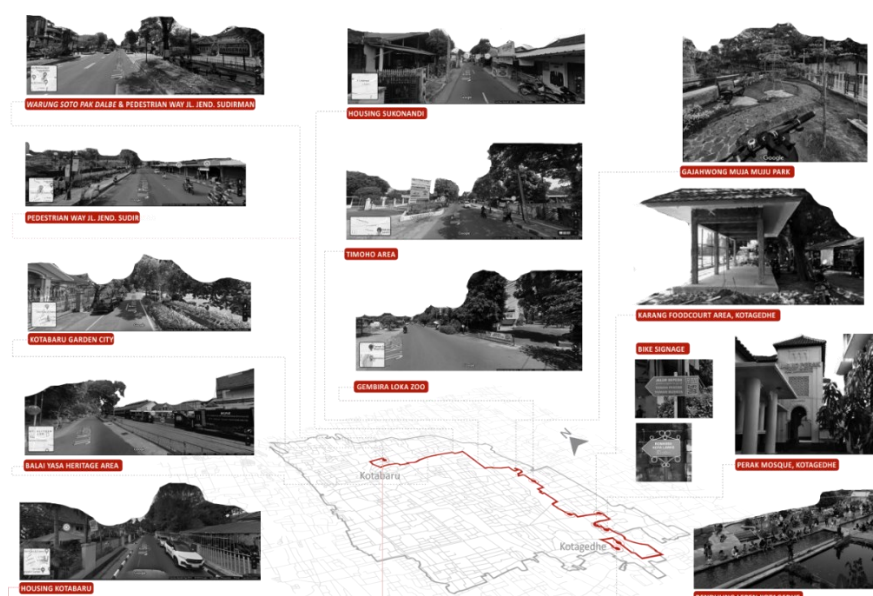 WARUNG SOTO PAK DALBE & PEDESTRIAN WAY JL. JEND. SUDIRMAN
HOUSING SUKONANDI
Google
GAJAHWONG MUJA MUJU PARK
PEDESTRIAN WAY JL. JEND. SUDIR
TIMOHO AREA
KARANG FOODCOURT AREA, KOTAGEDHE
KOTABARU GARDEN CITY
BIKE SIGNAGE
GEMBIRA LOKA ZOO
N
BALAI YASA HERITAGE AREA
PERAK MOSQUE, KOTAGEDHE
Kotabaru
Kotagedhe
HOUSING KOTABARU